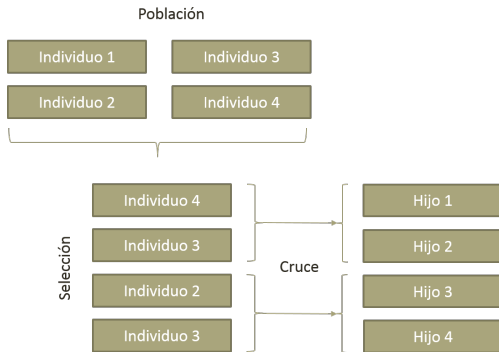 Población
Individuo 1
Individuo 3
Individuo 2
Individuo 4
Selección
Individuo 4
Individuo 3
Individuo 2
Individuo 3
Cruce
Hijo 1
Hijo 2
Hijo 3
Hijo 4